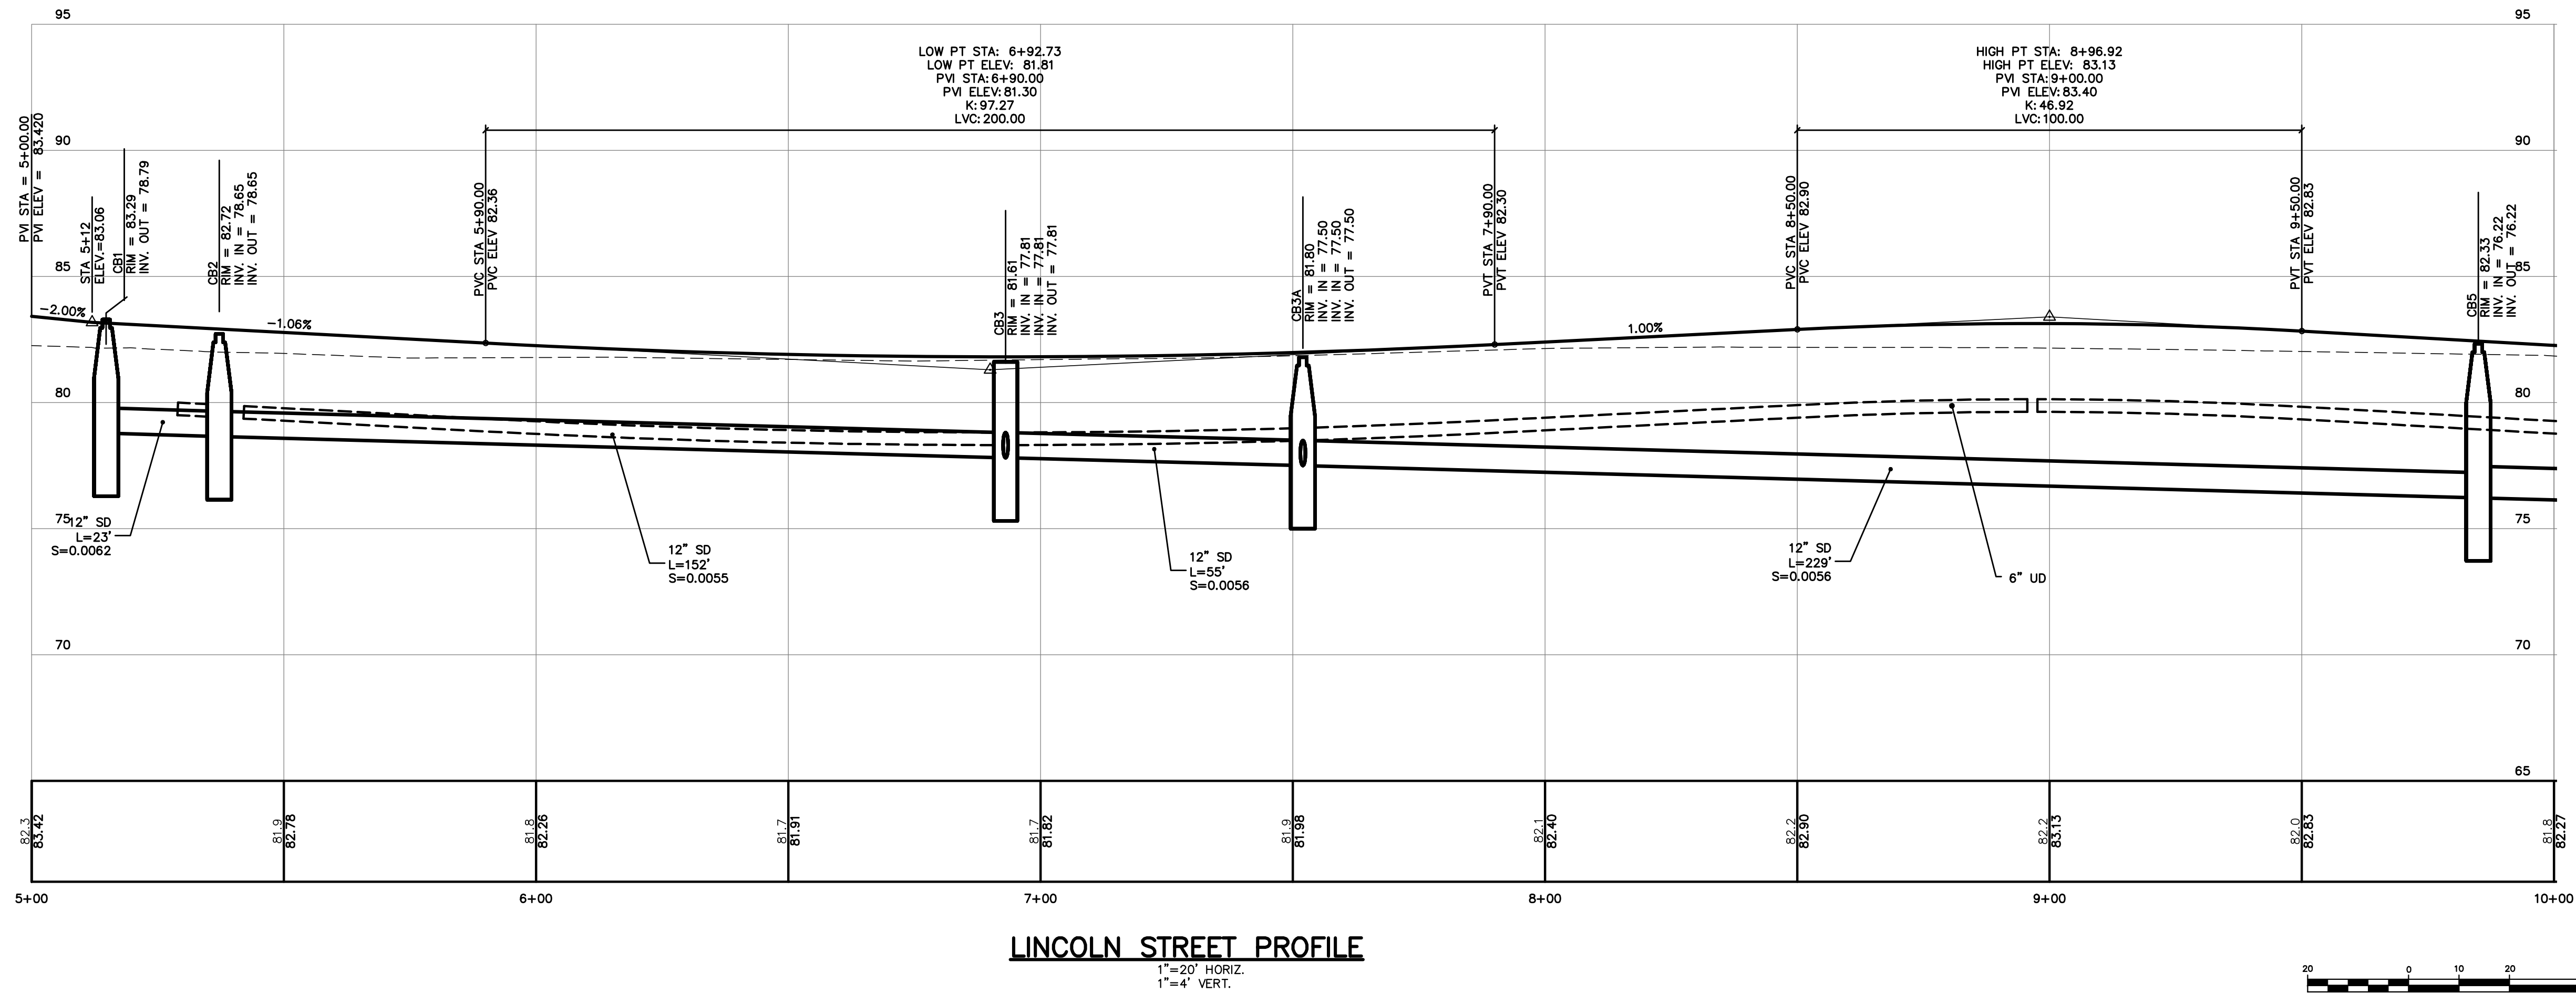 95
95
LOW PT STA: 6+92.73
LOW PT ELEV: 81.81
PVI STA:6+90.00
PVI ELEV:81.30
K:97.27
LVC:200.00
HIGH PT STA: 8+96.92
HIGH PT ELEV: 83.13
PVI STA:9+00.00
PVI ELEV:83.40
K:46.92
LVC:100.00
90
90
PVI STA = 5+00.00
PVI ELEV = 83.420
STA 5+12
ELEV.=83.06
CB1
RIM = 83.29
INV. OUT = 78.79
CB2
RIM = 82.72
INV. IN = 78.65
INV. OUT = 78.65
PVC STA 5+90.00
PVC ELEV 82.36
CB3
RIM = 81.61
INV. IN = 77.81
INV. IN = 77.81
INV. OUT = 77.81
CB3A
RIM = 81.80
INV. IN = 77.50
INV. IN = 77.50
INV. OUT = 77.50
PVT STA 7+90.00
PVT ELEV 82.30
PVC STA 8+50.00
PVC ELEV 82.90
PVT STA 9+50.00
PVT ELEV 82.83
CB5
RIM = 82.33
INV. IN = 76.22
INV. OUT = 76.22
85
85
-2.00%
-1.06%
1.00%
80
80
75
75
12" SD
L=23'
S=0.0062
12" SD
L=152'
S=0.0055
12" SD
L=55'
S=0.0056
12" SD
L=229'
S=0.0056
6" UD
70
70
65
82.3
83.42
81.9
82.78
81.8
82.26
81.7
81.91
81.7
81.82
81.9
81.98
82.1
82.40
82.2
82.90
82.2
83.13
82.0
82.83
81.8
82.27
5+00
6+00
7+00
8+00
9+00
10+00
LINCOLN STREET PROFILE
1"=20' HORIZ.
1"=4' VERT.
20 0 10 20